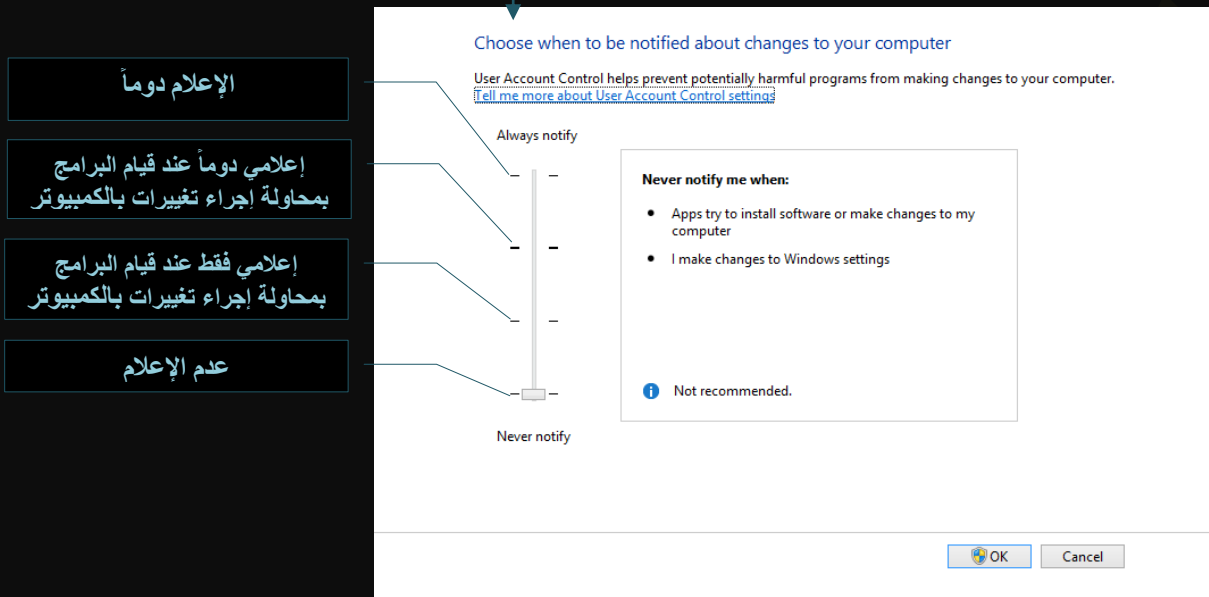 الإعلام دوماً
إعلامي دوماً عند قيام البرامج
بمحاولة إجراء تغييرات بالكمبيوتر
إعلامي فقط عند قيام البرامج
بمحاولة إجراء تغييرات بالكمبيوتر
عدم الإعلام
Choose when to be notified about changes to your computer
User Account Control helps prevent potentially harmful programs from making changes to your computer.
Tell me more about User Account Control settings
Always notify
Never notify me when:
Apps try to install software or make changes to my
computer
I make changes to Windows settings
Not recommended.
Never notify
OK
Cancel